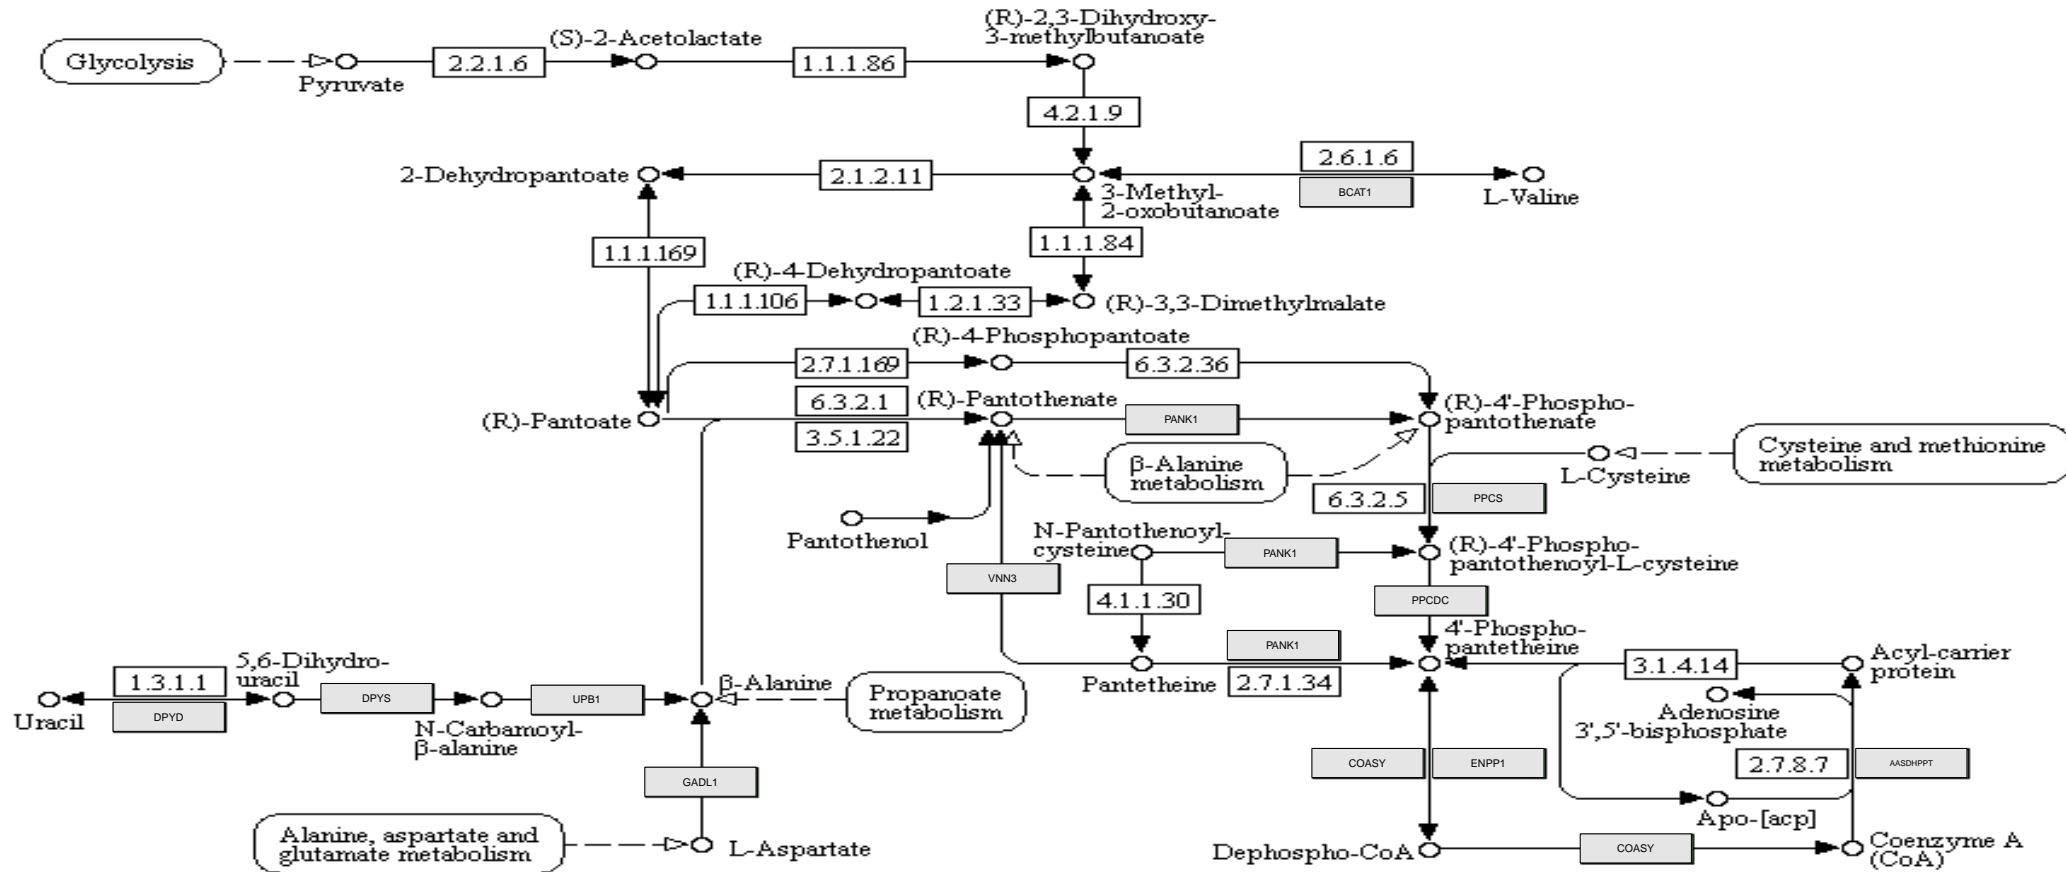 (R)-2,3-Dihydroxy-
3-methylbutanoate
(S)-2-Acetolactate
Glycolysis
Pyruvate
2.2.1.6
1.1.1.86
4.2.1.9
2-Dehydropantoate
2.1.2.11
3-Methyl-
2-oxobutanoate
2.6.1.6
BCAT1
L-Valine
1.1.1.169
1.1.1.84
(R)-4-Dehydropantoate
1.1.1.106
1.2.1.33
(R)-3,3-Dimethylmalate
(R)-4-Phosphopantoate
2.7.1.169
6.3.2.36
(R)-Pantoate
6.3.2.1
3.5.1.22
(R)-Pantothenate
PANK1
(R)-4'-Phospho-
pantothenate
β-Alanine
metabolism
L-Cysteine
Cysteine and methionine
metabolism
6.3.2.5
PPCS
Pantothenol
N-Pantothenoyl-
cysteine
PANK1
(R)-4'-Phospho-
pantothenoyl-L-cysteine
VNN3
4.1.1.30
PPCDC
Pantetheine
PANK1
2.7.1.34
4'-Phospho-
pantetheine
3.1.4.14
Acyl-carrier
protein
Uracil
1.3.1.1
DPYD
5,6-Dihydro-
uracil
DPYS
N-Carbamoyl-
β-alanine
UPB1
β-Alanine
Propanoate
metabolism
Adenosine
3',5'-bisphosphate
GADL1
COASY
ENPP1
2.7.8.7
AASDHPPT
Apo-[acp]
Alanine, aspartate and
glutamate metabolism
L-Aspartate
Dephospho-CoA
COASY
Coenzyme A
(CoA)